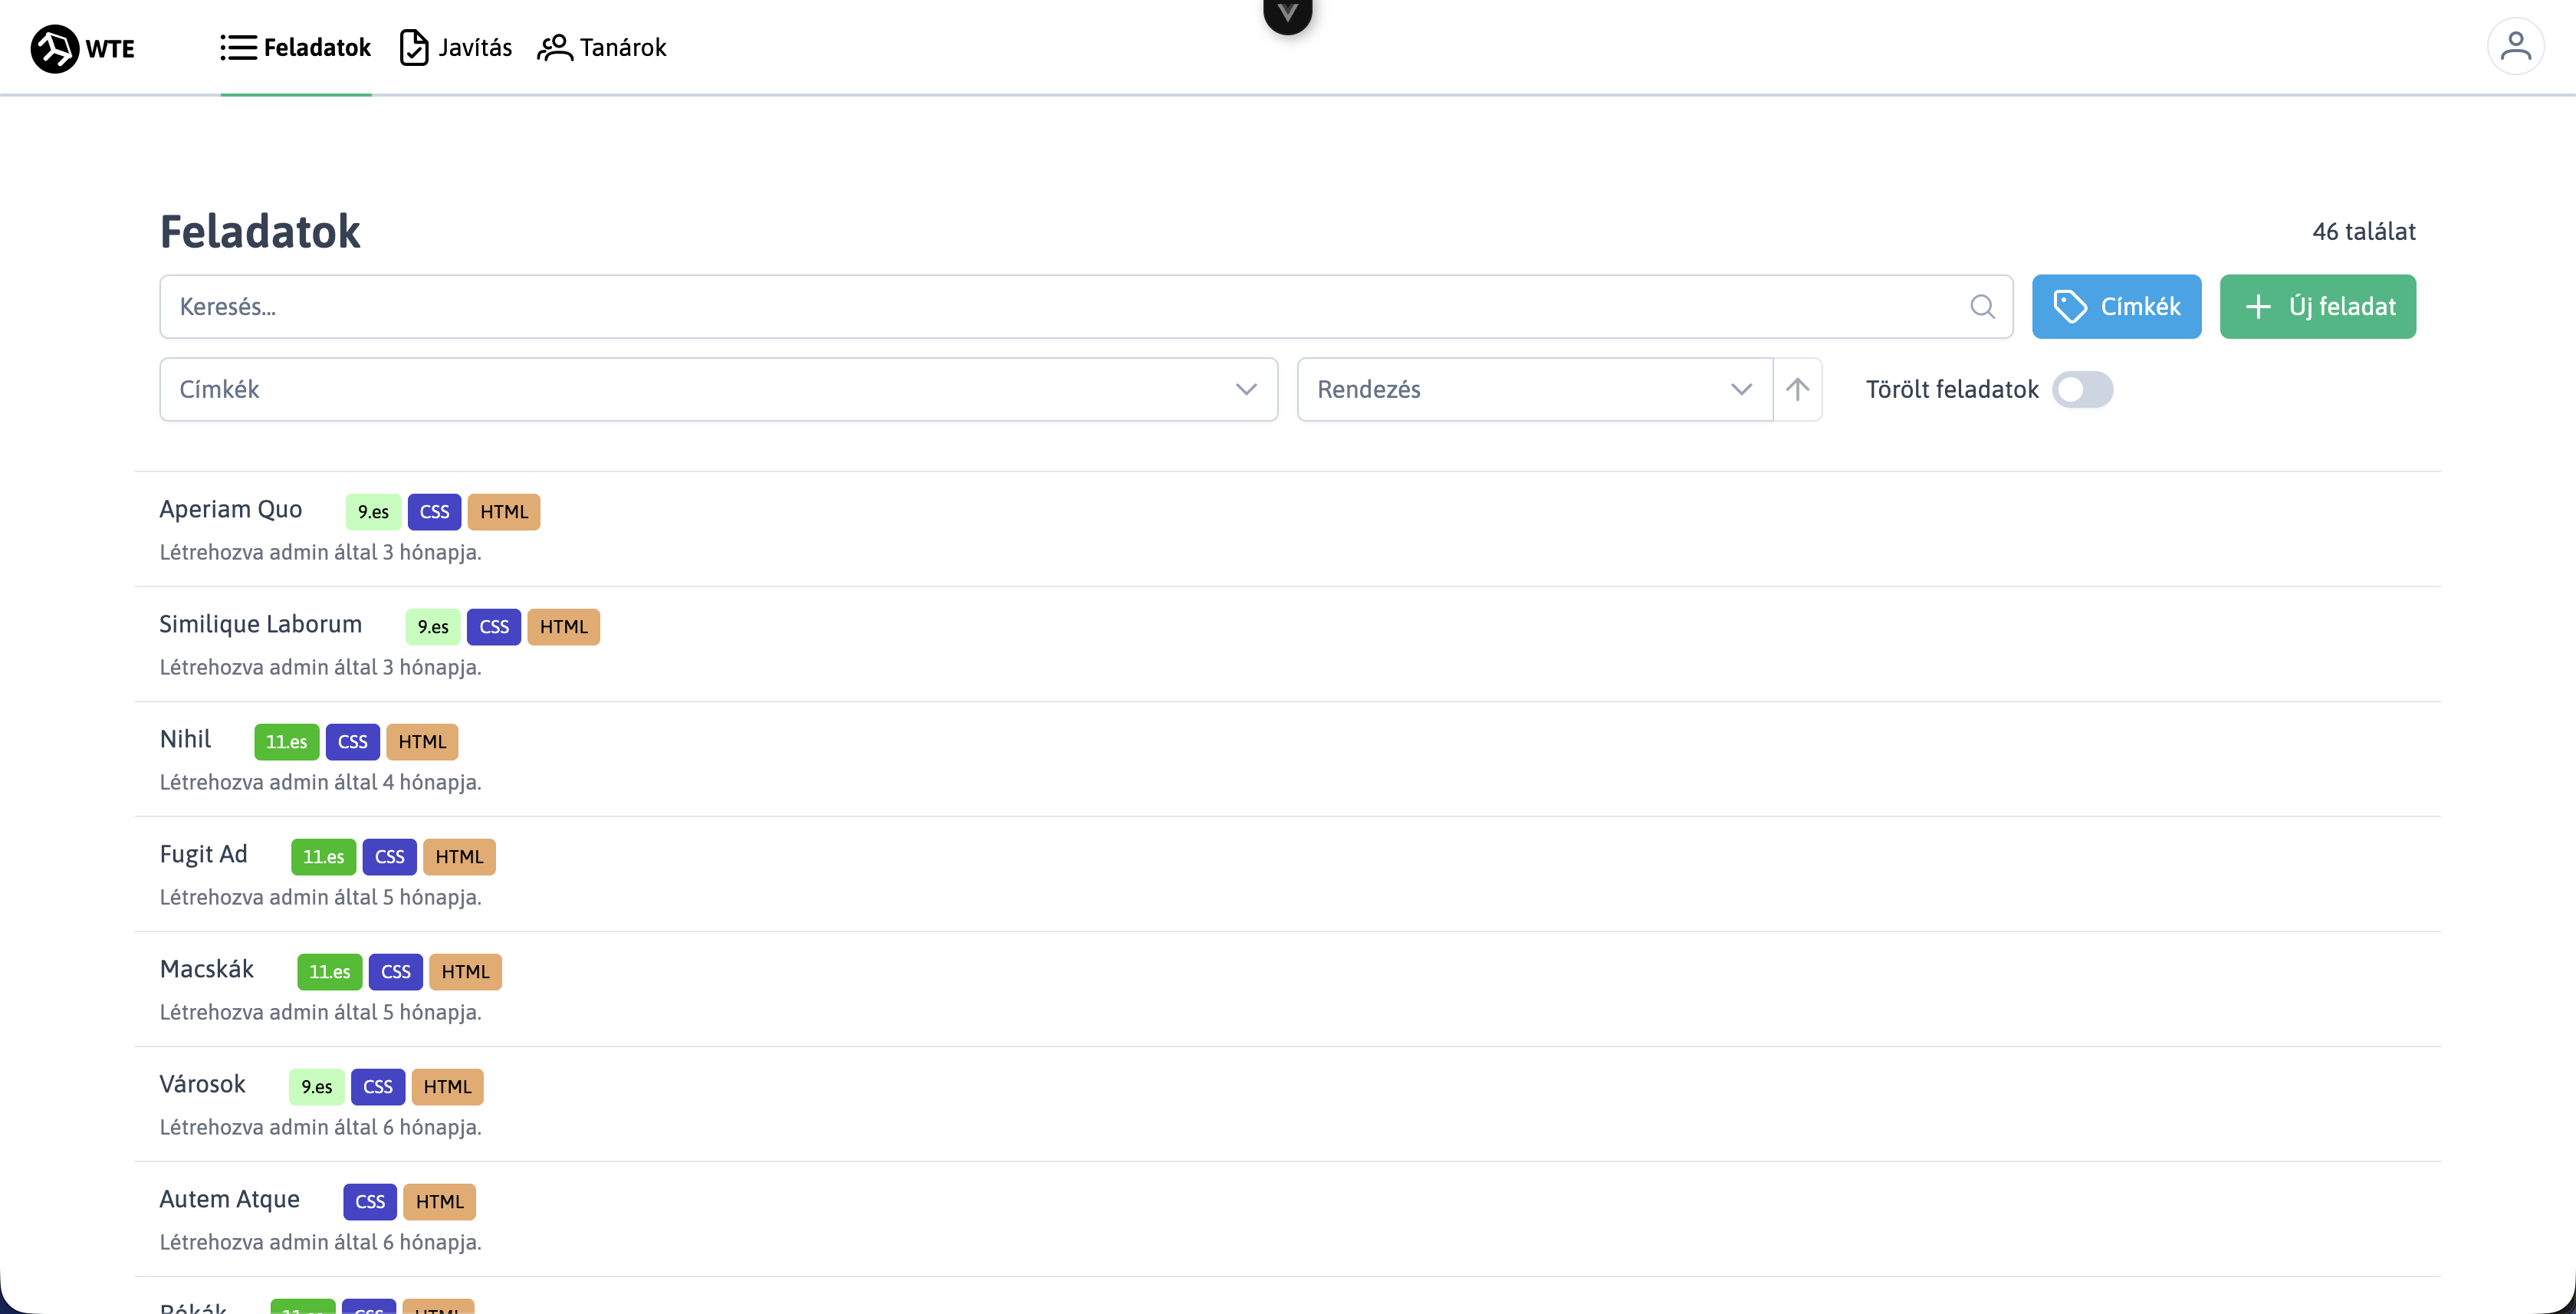 WTE Feladatok Javítás Tanárok
Feladatok 46 találat
Keresés... Címkék Új feladat
Címkék Rendezés Törölt feladatok
Aperiam Quo 9.es CSS HTML
Létrehozva admin által 3 hónapja.
Similique Laborum 9.es CSS HTML
Létrehozva admin által 3 hónapja.
Nihil 11.es CSS HTML
Létrehozva admin által 4 hónapja.
Fugit Ad 11.es CSS HTML
Létrehozva admin által 5 hónapja.
Macskák 11.es CSS HTML
Létrehozva admin által 5 hónapja.
Városok 9.es CSS HTML
Létrehozva admin által 6 hónapja.
Autem Atque CSS HTML
Létrehozva admin által 6 hónapja.
11.es CSS HTML